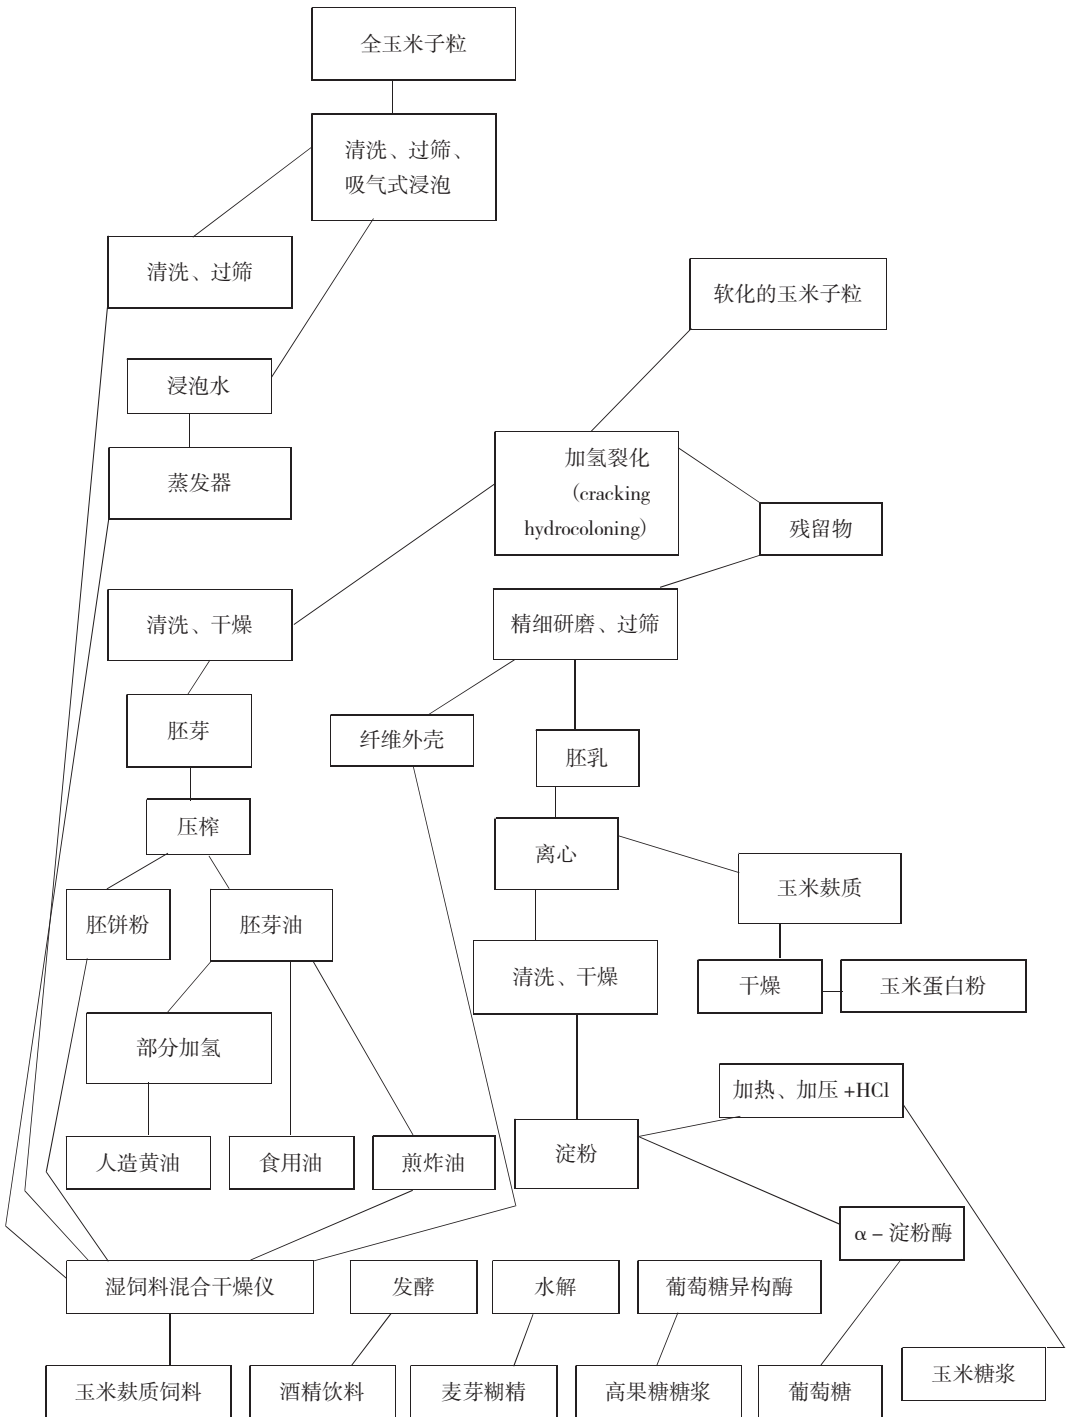 全玉米子粒
清洗、过筛、
吸气式浸泡
清洗、过筛
软化的玉米子粒
浸泡水
加氢裂化
(cracking
hydrocoloning)
蒸发器
残留物
清洗、干燥
精细研磨、过筛
胚芽
纤维外壳
胚乳
压榨
离心
玉米麸质
胚饼粉
胚芽油
清洗、干燥
干燥
玉米蛋白粉
部分加氢
加热、加压 +HCl
人造黄油
食用油
煎炸油
淀粉
α – 淀粉酶
湿饲料混合干燥仪
发酵
水解
葡萄糖异构酶
玉米糖浆
玉米麸质饲料
酒精饮料
麦芽糊精
高果糖糖浆
葡萄糖